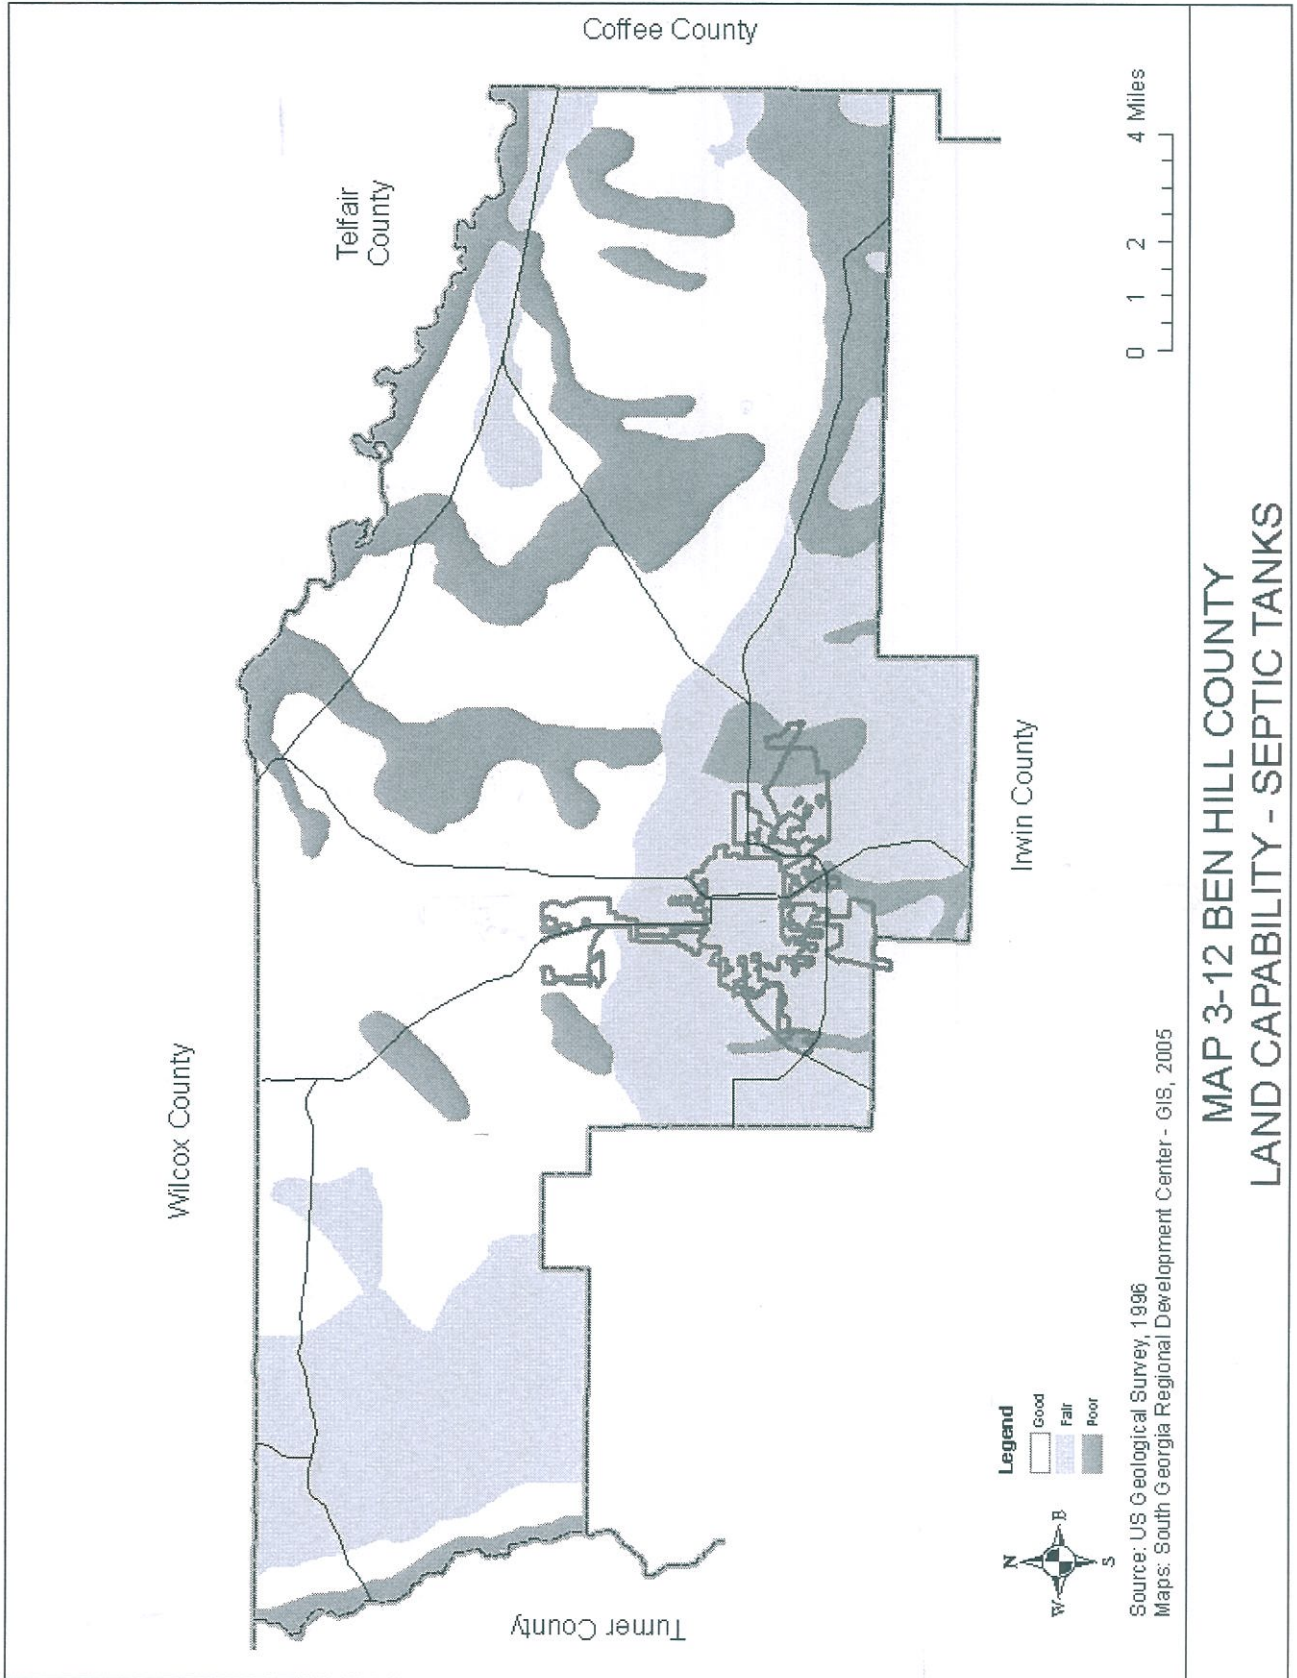 Coffee County
Telfair
County
Wilcox County
Irwin County
Turner County
0 1 2 4 Miles
Legend
Good
Fair
Poor
N
W E
S
Source: US Geological Survey, 1996
Maps: South Georgia Regional Development Center - GIS, 2005
MAP 3-12 BEN HILL COUNTY
LAND CAPABILITY - SEPTIC TANKS